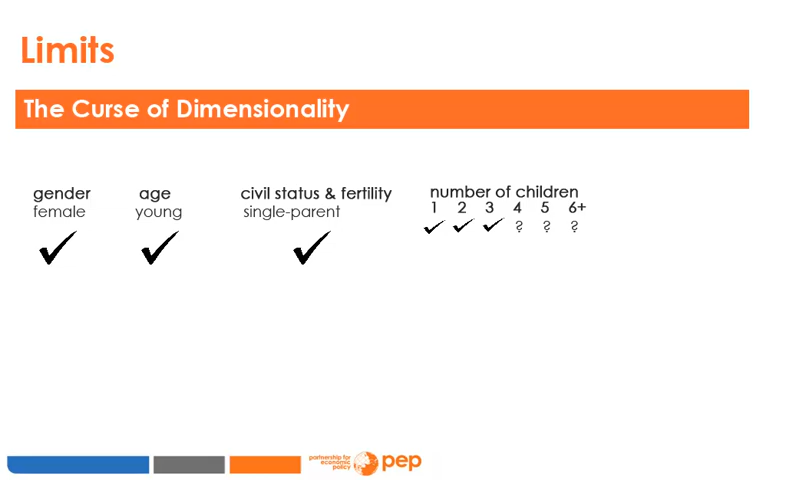 Limits
The Curse of Dimensionality
gender age civil status & fertility number of children
female young single-parent 1 2 3 4 5 6+
? ? ?
partnership for
economic
policy
pep